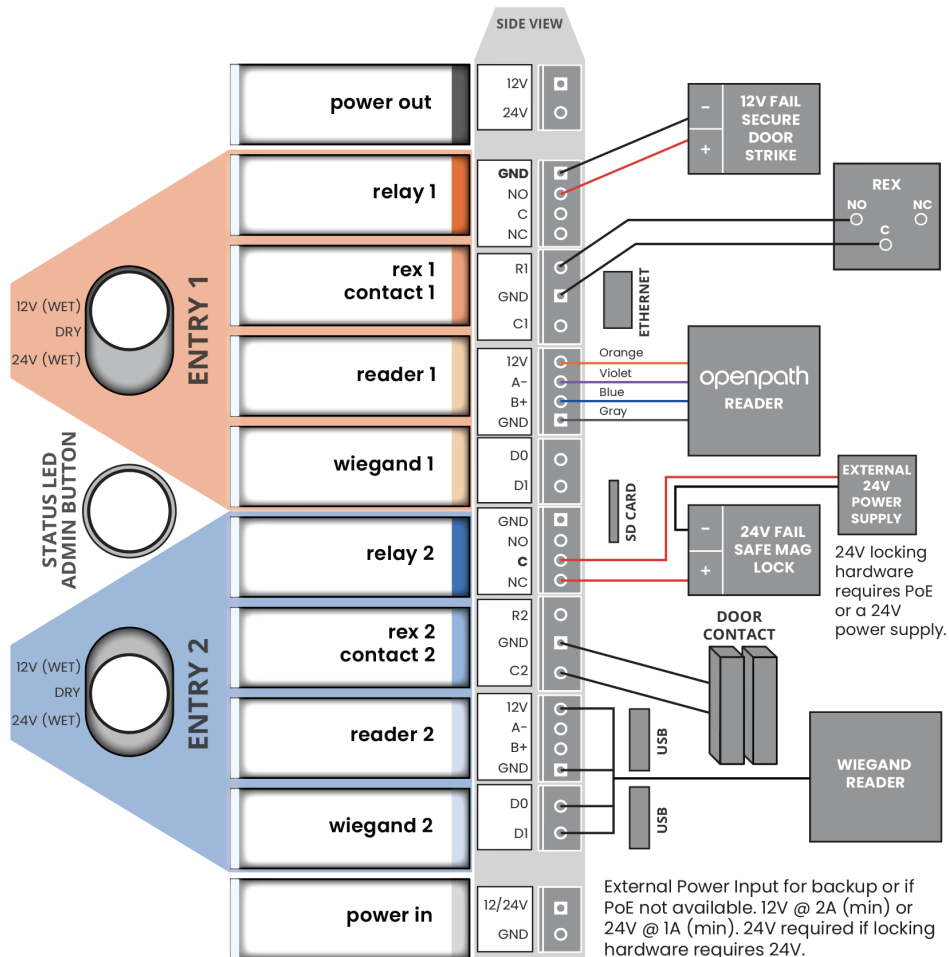 SIDE VIEW
power out
12V
24V
relay 1
GND
NO
C
NC
rex 1
contact 1
R1
GND
C1
reader 1
12V
A-
B+
GND
wiegand 1
D0
D1
relay 2
GND
NO
C
NC
rex 2
contact 2
R2
GND
C2
reader 2
12V
A-
B+
GND
wiegand 2
D0
D1
power in
12/24V
GND
12V (WET)
DRY
24V (WET)
ENTRY 1
STATUS LED
ADMIN BUTTON
12V (WET)
DRY
24V (WET)
ENTRY 2
-
+
12V FAIL
SECURE
DOOR
STRIKE
REX
NO
NC
C
ETHERNET
Orange
Violet
Blue
Gray
openpath
READER
SD CARD
EXTERNAL
24V
POWER
SUPPLY
-
+
24V FAIL
SAFE MAG
LOCK
24V locking
hardware
requires PoE
or a 24V
power supply.
DOOR
CONTACT
USB
USB
WIEGAND
READER
External Power Input for backup or if
PoE not available. 12V @ 2A (min) or
24V @ 1A (min). 24V required if locking
hardware requires 24V.